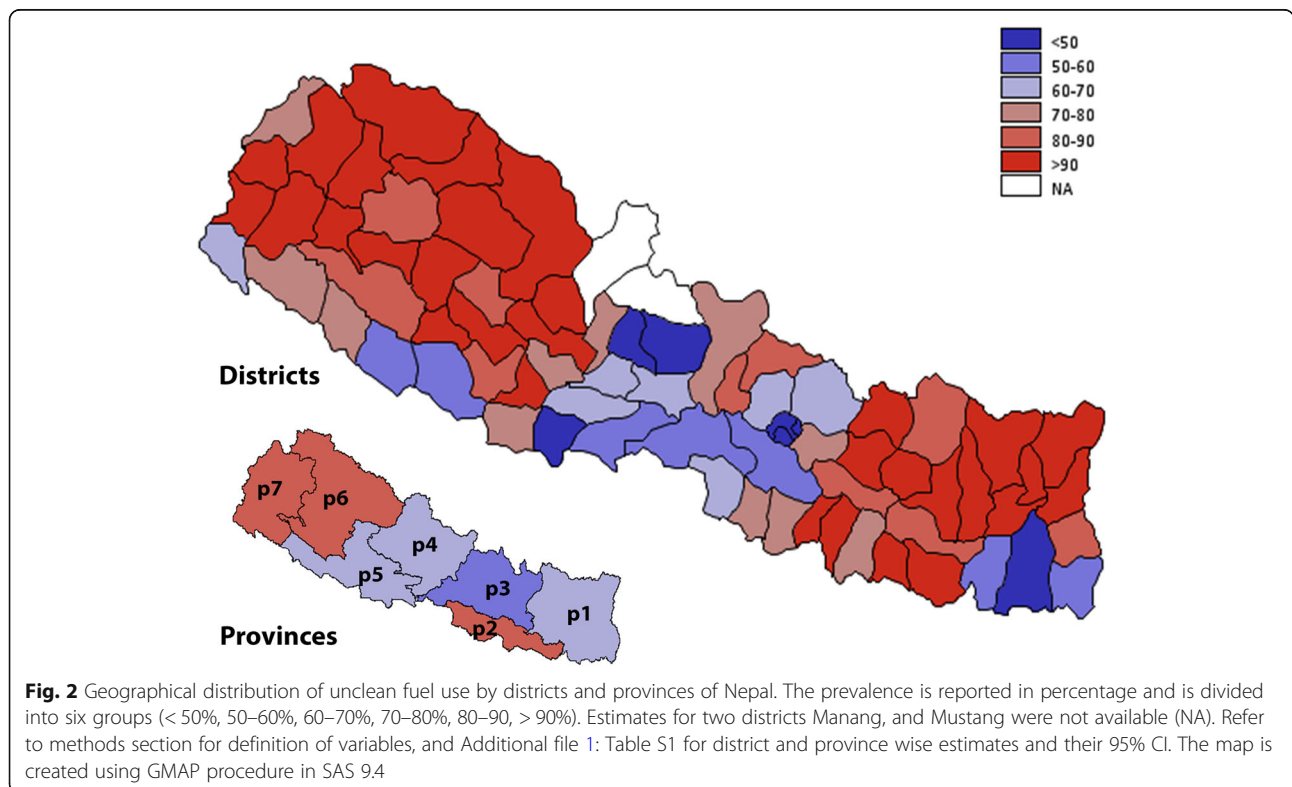 <50
50-60
60-70
70-80
80-90
>90
NA
Districts
p7
p6
p4
p5
p3
p2
p1
Provinces
Fig. 2 Geographical distribution of unclean fuel use by districts and provinces of Nepal. The prevalence is reported in percentage and is divided
into six groups (< 50%, 50–60%, 60–70%, 70–80%, 80–90, > 90%). Estimates for two districts Manang, and Mustang were not available (NA). Refer
to methods section for definition of variables, and Additional file 1: Table S1 for district and province wise estimates and their 95% CI. The map is
created using GMAP procedure in SAS 9.4